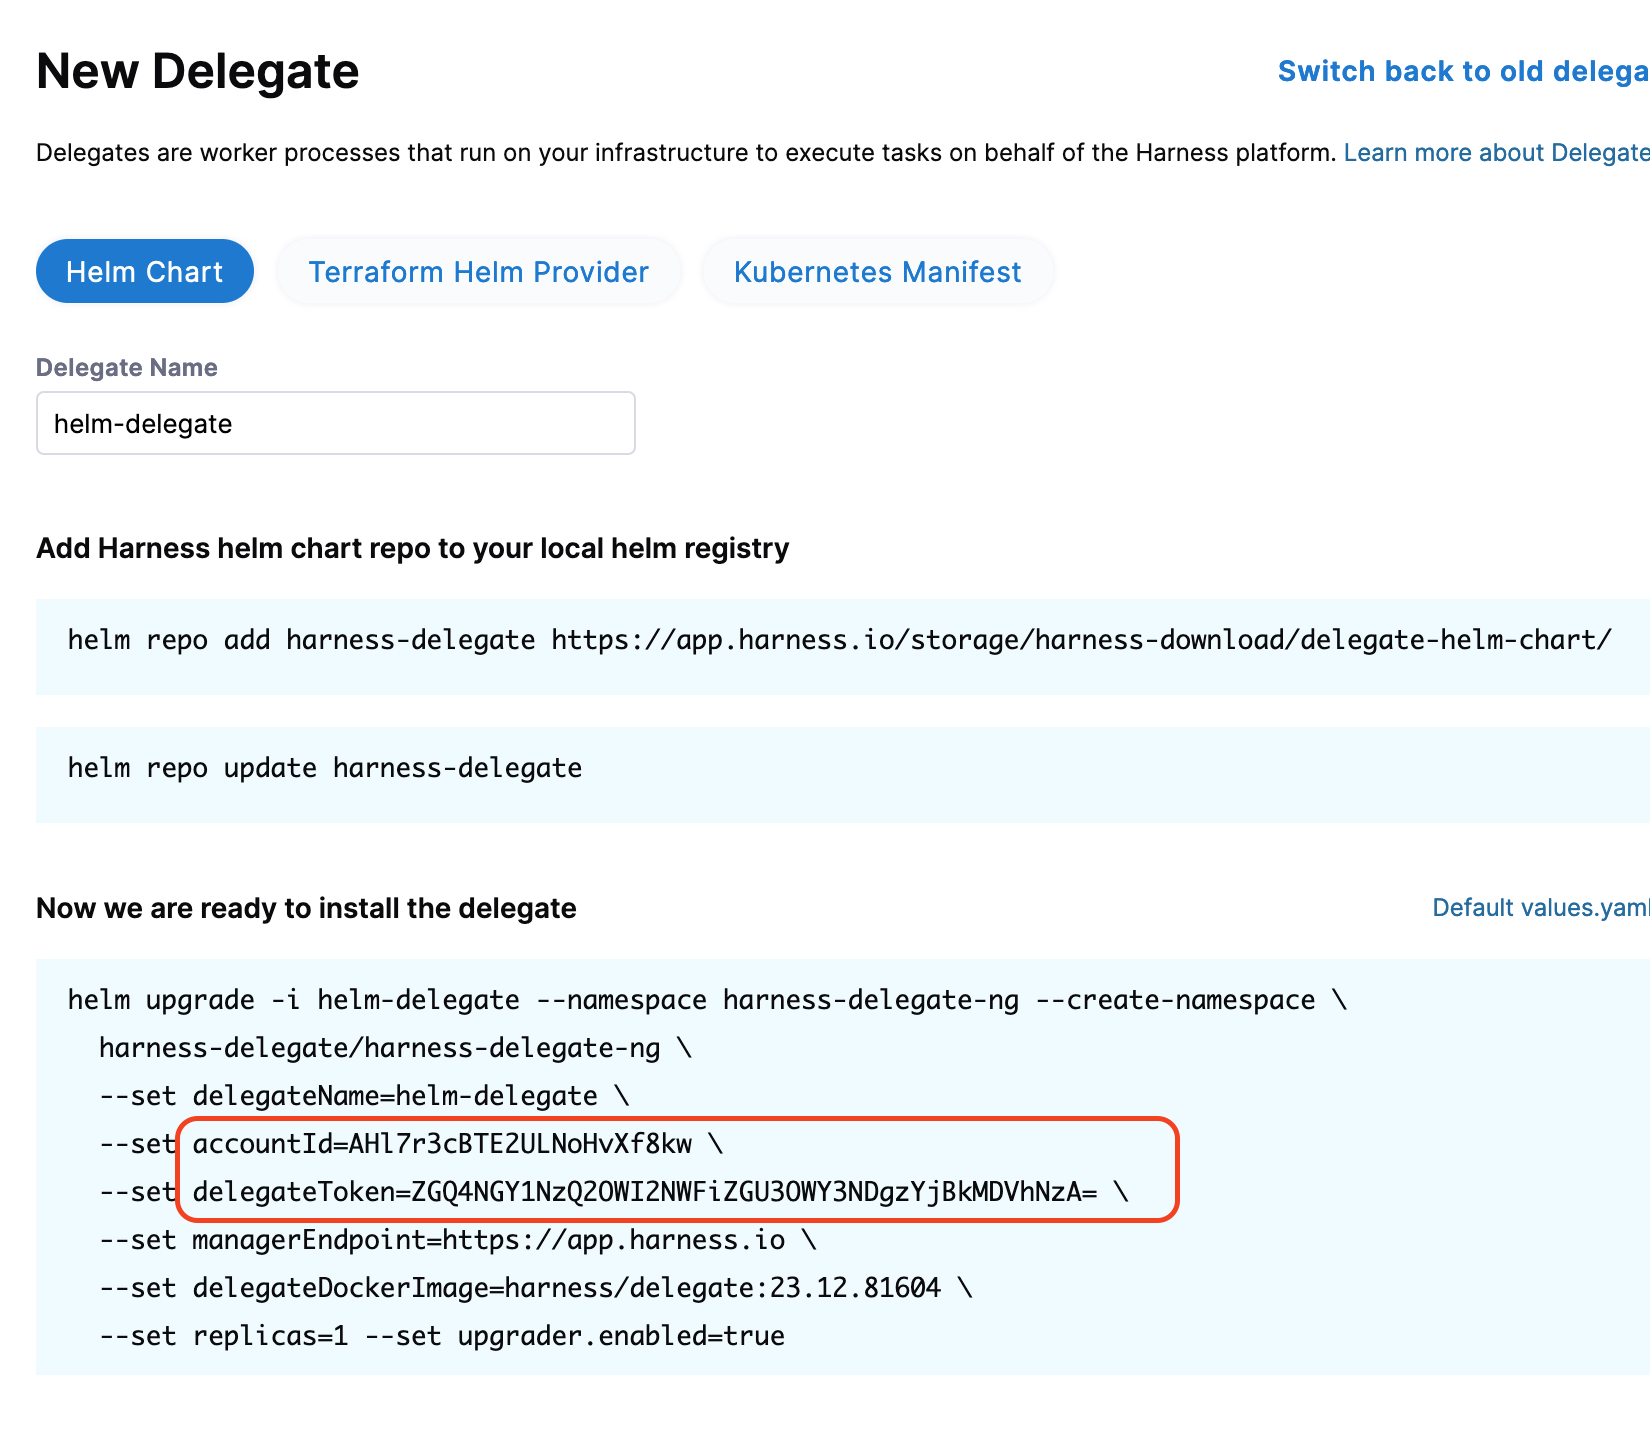 New Delegate
Switch back to old delega
Delegates are worker processes that run on your infrastructure to execute tasks on behalf of the Harness platform. Learn more about Delegate
Helm Chart
Terraform Helm Provider
Kubernetes Manifest
Delegate Name
helm-delegate
Add Harness helm chart repo to your local helm registry
helm repo add harness-delegate https://app.harness.io/storage/harness-download/delegate-helm-chart/
helm repo update harness-delegate
Now we are ready to install the delegate
Default values.yaml
helm upgrade -i helm-delegate --namespace harness-delegate-ng --create-namespace \
harness-delegate/harness-delegate-ng \
--set delegateName=helm-delegate \
--set accountId=AHl7r3cBTE2ULNoHvXf8kw \
--set delegateToken=ZGQ4NGY1NzQ2OWI2NWFiZGU3OWY3NDgzYjBkMDVhNzA= \
--set managerEndpoint=https://app.harness.io \
--set delegateDockerImage=harness/delegate:23.12.81604 \
--set replicas=1 --set upgrader.enabled=true